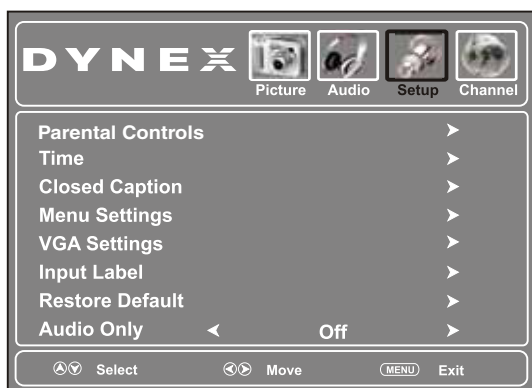 DYNEX
Picture Audio Setup Channel
Parental Controls
Time
Closed Caption
Menu Settings
VGA Settings
Input Label
Restore Default
Audio Only Off
Select Move MENU Exit